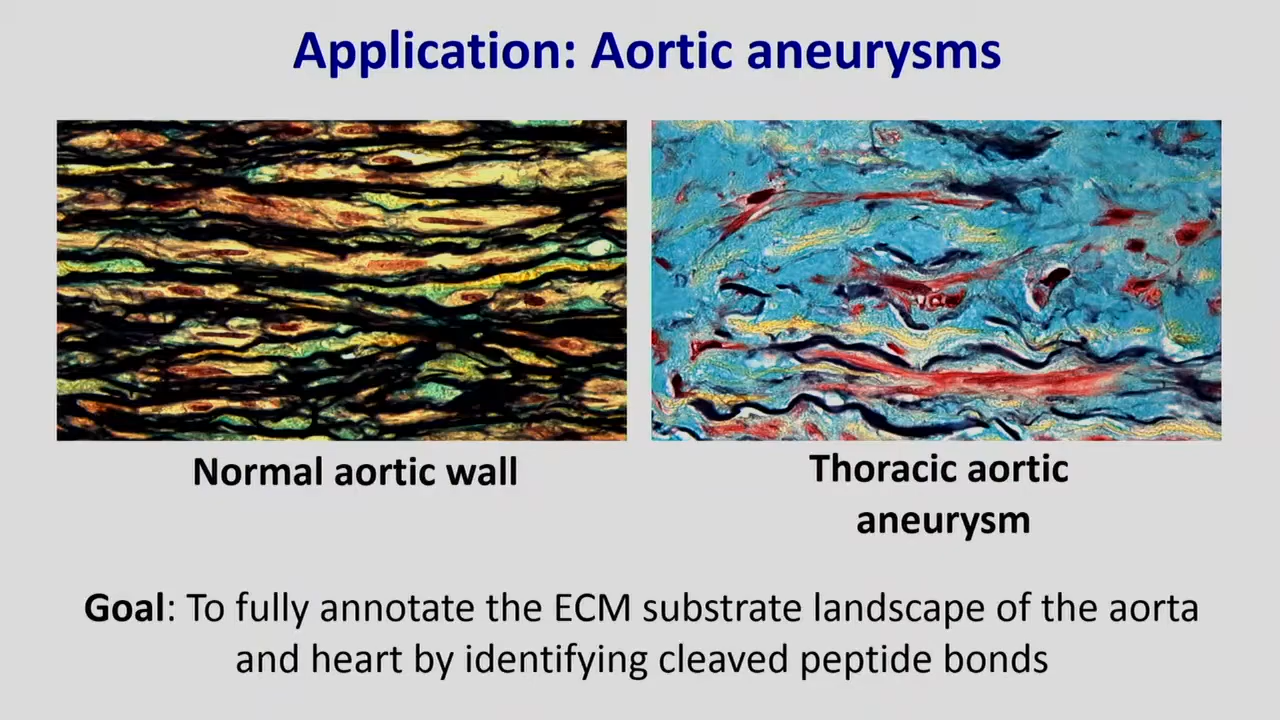 Application: Aortic aneurysms
Normal aortic wall
Thoracic aortic
aneurysm
Goal: To fully annotate the ECM substrate landscape of the aorta
and heart by identifying cleaved peptide bonds